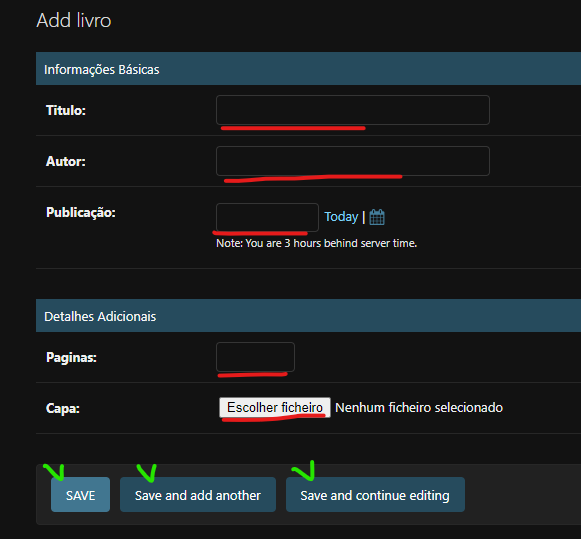 Add livro
Informações Básicas
Titulo:
Autor:
Publicação:
Today |
Note: You are 3 hours behind server time.
Detalhes Adicionais
Paginas:
Capa:
Escolher ficheiro Nenhum ficheiro selecionado
SAVE
Save and add another
Save and continue editing